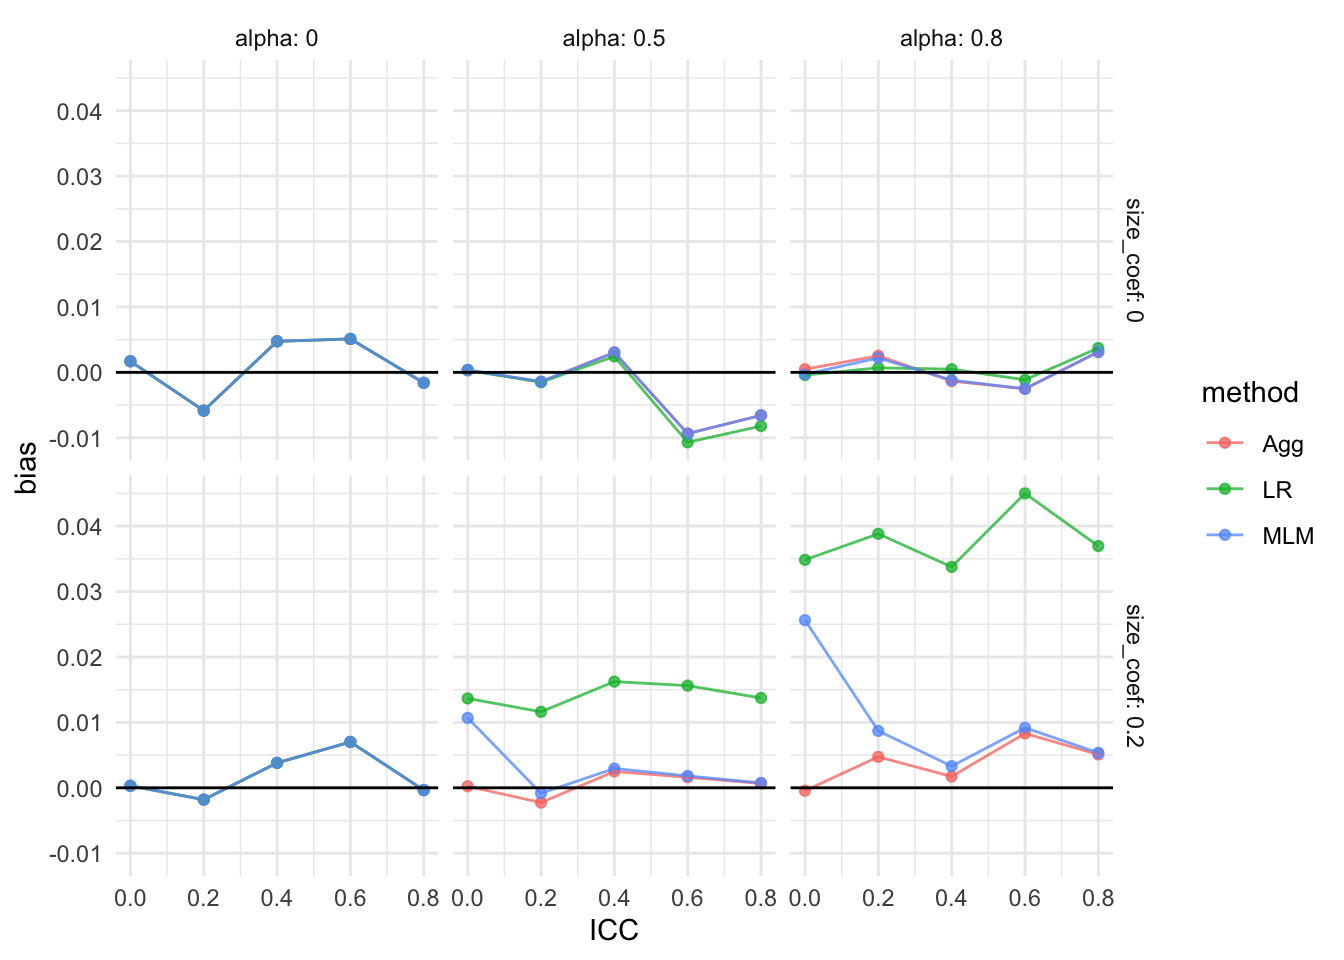 alpha: 0
alpha: 0.5
alpha: 0.8
0.04
0.03
0.02
0.01
0.00
-0.01
size_coef: 0
0.04
0.03
0.02
0.01
0.00
-0.01
size_coef: 0.2
0.0 0.2 0.4 0.6 0.8
0.0 0.2 0.4 0.6 0.8
0.0 0.2 0.4 0.6 0.8
ICC
bias
method
Agg
LR
MLM